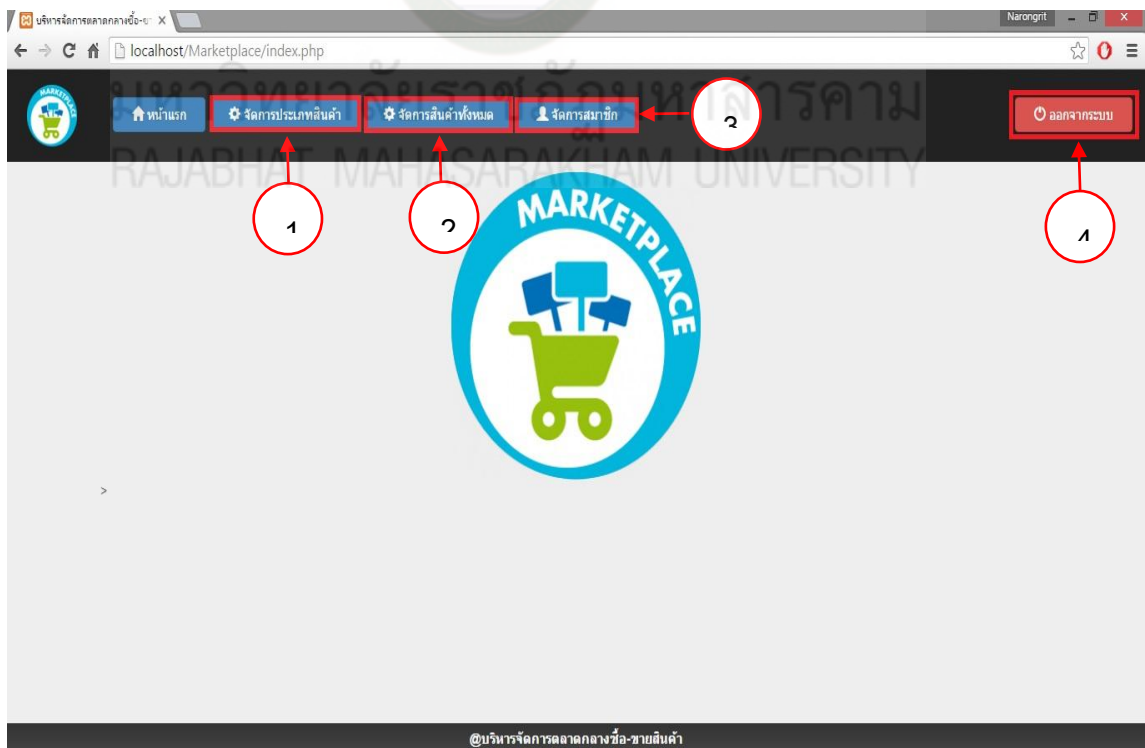 บริหารจัดการตลาดกลางซื้อ-ขา
Narongrit
localhost/Marketplace/index.php
มหาวิทยาลัยราชภัฏมหาสารคาม
MARKETPLACE
หน้าแรก
จัดการประเภทสินค้า
จัดการสินค้าทั้งหมด
จัดการสมาชิก
3
ออกจากระบบ
RAJABHAT MAHASARAKHAM UNIVERSITY
1
2
4
MARKETPLACE
>
@บริหารจัดการตลาดกลางซื้อ-ขายสินค้า